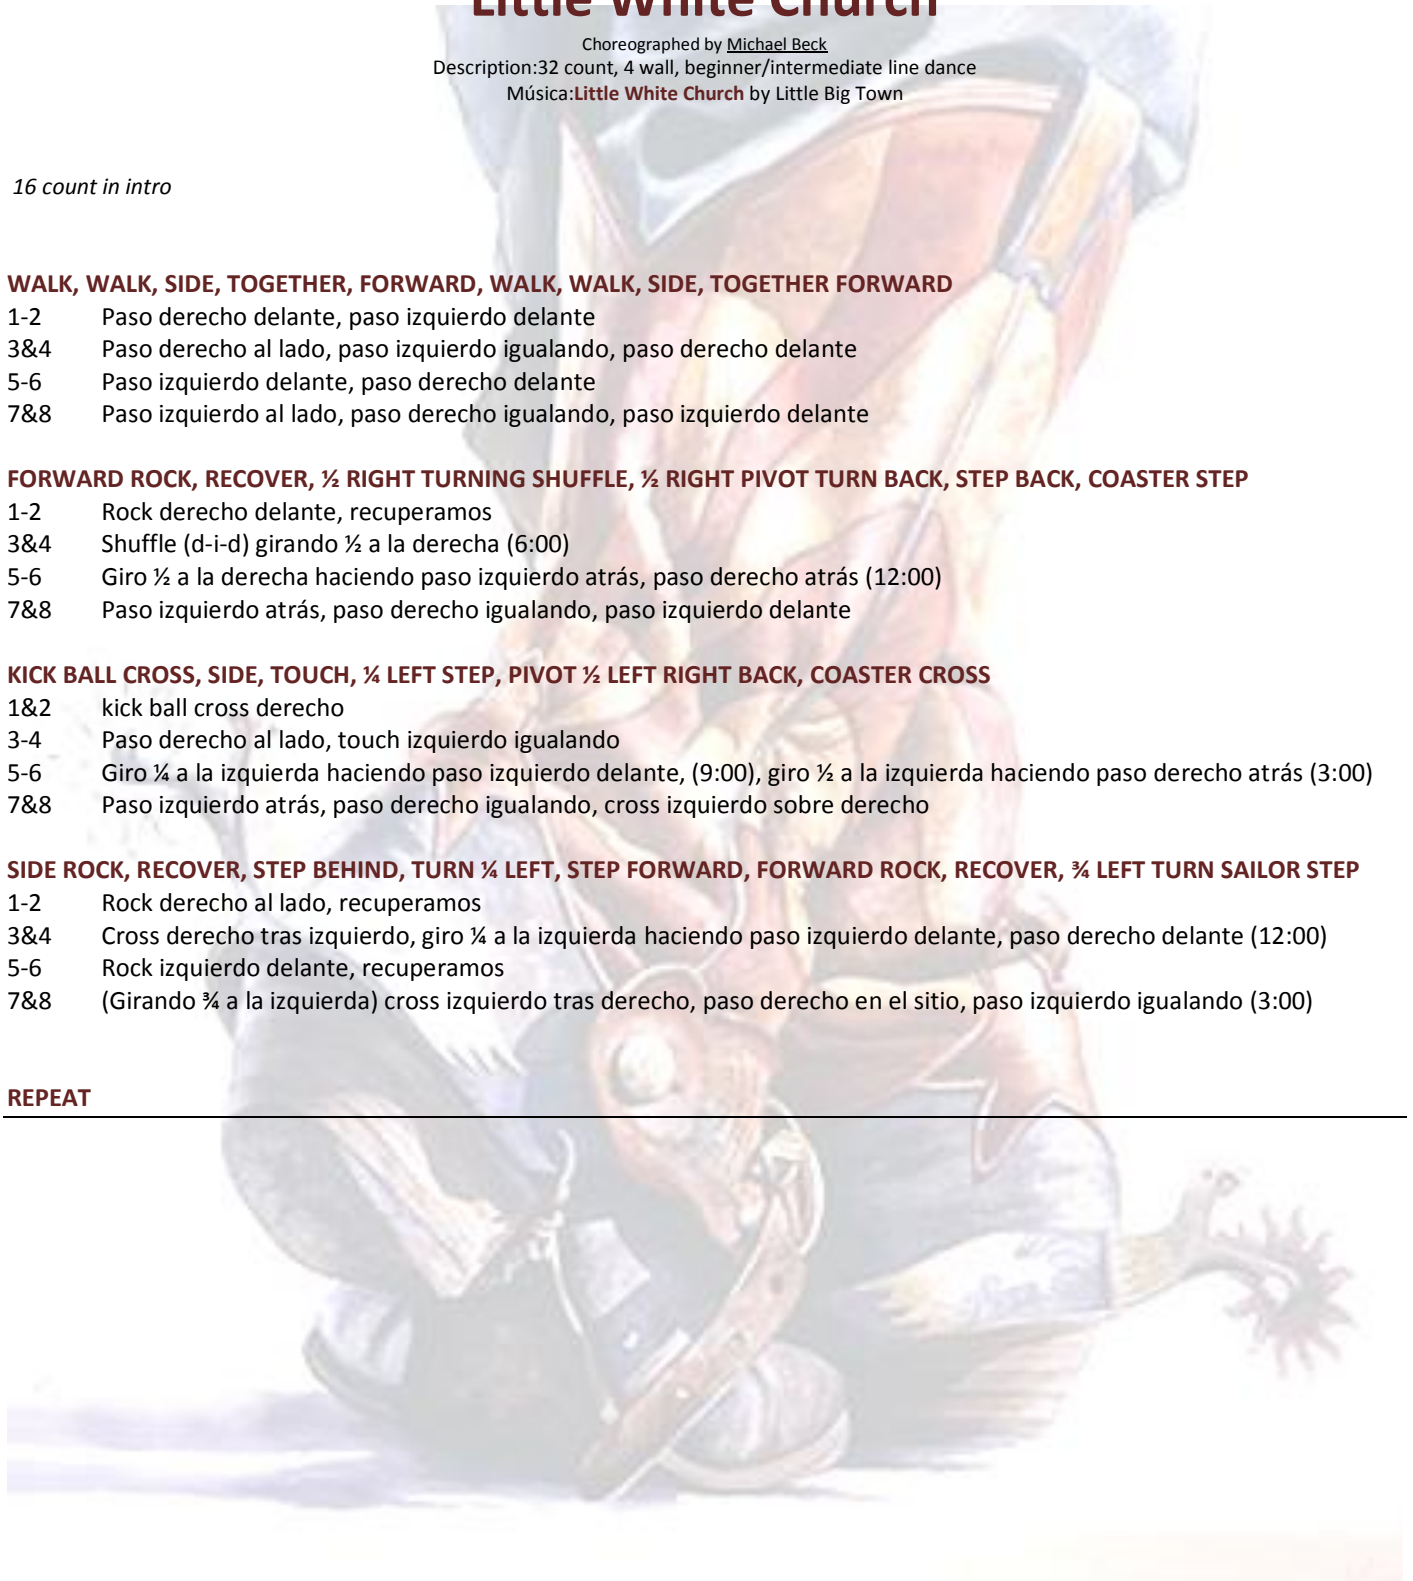 Little White Church
Choreographed by Michael Beck
Description:32 count, 4 wall, beginner/intermediate line dance
Música:Little White Church by Little Big Town
16 count in intro
WALK, WALK, SIDE, TOGETHER, FORWARD, WALK, WALK, SIDE, TOGETHER FORWARD
1-2 Paso derecho delante, paso izquierdo delante
3&4 Paso derecho al lado, paso izquierdo igualando, paso derecho delante
5-6 Paso izquierdo delante, paso derecho delante
7&8 Paso izquierdo al lado, paso derecho igualando, paso izquierdo delante
FORWARD ROCK, RECOVER, ½ RIGHT TURNING SHUFFLE, ½ RIGHT PIVOT TURN BACK, STEP BACK, COASTER STEP
1-2 Rock derecho delante, recuperamos
3&4 Shuffle (d-i-d) girando ½ a la derecha (6:00)
5-6 Giro ½ a la derecha haciendo paso izquierdo atrás, paso derecho atrás (12:00)
7&8 Paso izquierdo atrás, paso derecho igualando, paso izquierdo delante
KICK BALL CROSS, SIDE, TOUCH, ¼ LEFT STEP, PIVOT ½ LEFT RIGHT BACK, COASTER CROSS
1&2 kick ball cross derecho
3-4 Paso derecho al lado, touch izquierdo igualando
5-6 Giro ¼ a la izquierda haciendo paso izquierdo delante, (9:00), giro ½ a la izquierda haciendo paso derecho atrás (3:00)
7&8 Paso izquierdo atrás, paso derecho igualando, cross izquierdo sobre derecho
SIDE ROCK, RECOVER, STEP BEHIND, TURN ¼ LEFT, STEP FORWARD, FORWARD ROCK, RECOVER, ¾ LEFT TURN SAILOR STEP
1-2 Rock derecho al lado, recuperamos
3&4 Cross derecho tras izquierdo, giro ¼ a la izquierda haciendo paso izquierdo delante, paso derecho delante (12:00)
5-6 Rock izquierdo delante, recuperamos
7&8 (Girando ¾ a la izquierda) cross izquierdo tras derecho, paso derecho en el sitio, paso izquierdo igualando (3:00)
REPEAT